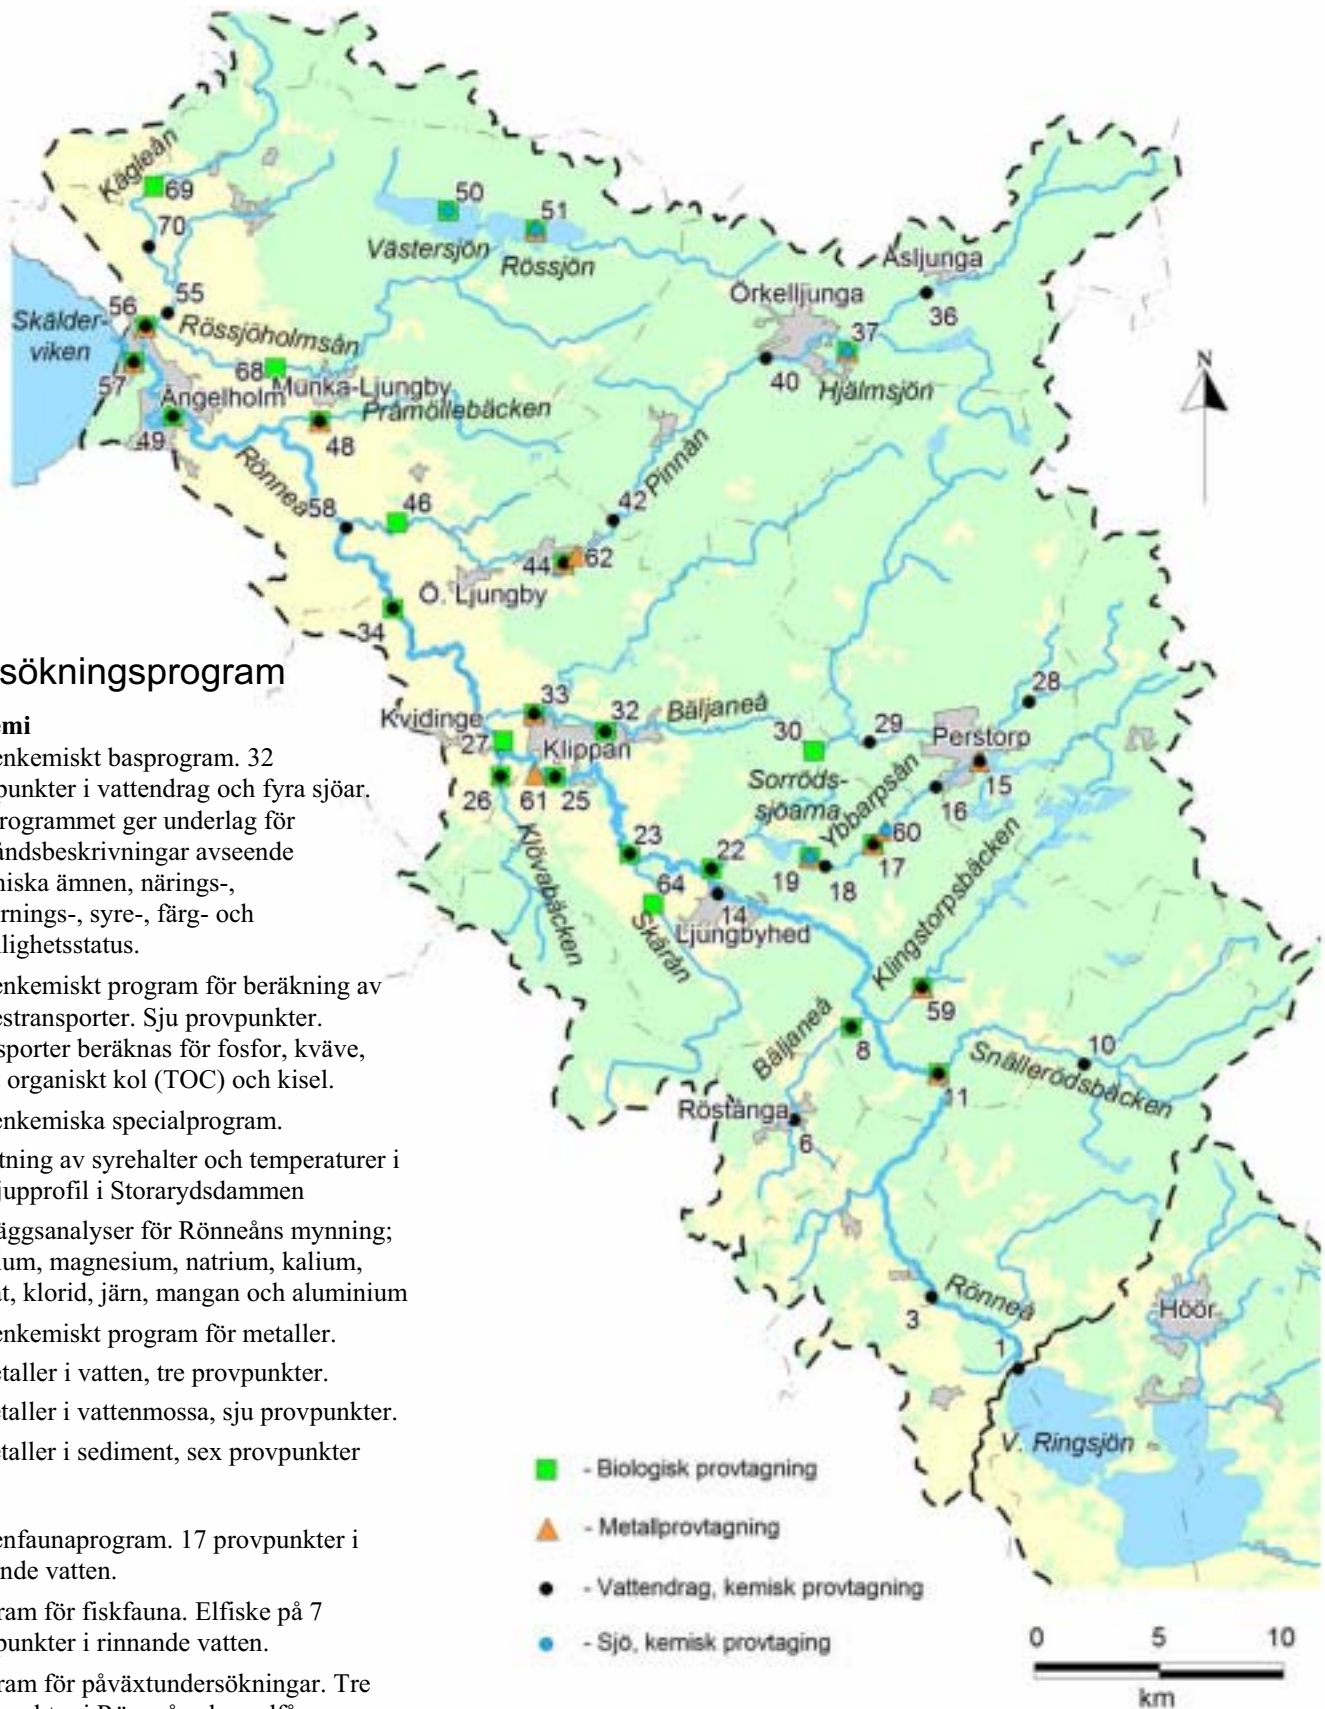 Kägleån
69
70
50
51
Västersjön
Rössjön
Åsljunga
Örkelljunga
36
37
40
Hjälmsjön
55
56
Skälder-
viken
Rössjöholmsån
57
68
Munka-Ljungby
Ängelholm
Pråmöllebäcken
49
48
N
Rönneå
58
46
42
Pinnån
44
62
Ö. Ljungby
34
sökningsprogram
emi
enkemiskt basprogram. 32
punkter i vattendrag och fyra sjöar.
rogrammet ger underlag för
åndsbeskrivningar avseende
niska ämnen, närings-,
rnings-, syre-, färg- och
lighetsstatus.
enkemiskt program för beräkning av
estransporter. Sju provpunkter.
sporter beräknas för fosfor, kväve,
organiskt kol (TOC) och kisel.
enkemiska specialprogram.
tning av syrehalter och temperaturer i
jupprofil i Storarydsdammen
äggsanalyser för Rönneåns mynning;
ium, magnesium, natrium, kalium,
at, klorid, järn, mangan och aluminium
enkemiskt program för metaller.
etaller i vatten, tre provpunkter.
etaller i vattenmossa, sju provpunkter.
etaller i sediment, sex provpunkter
enfaunaprogram. 17 provpunkter i
nde vatten.
ram för fiskfauna. Elfiske på 7
punkter i rinnande vatten.
ram för påväxtundersökningar. Tre
28
33
32
Bäljaneå
Kvidinge
27
Klippan
30
29
Perstorp
26
61
25
Sorröds-
sjöarna
Ybbarpsån
16
15
23
22
60
17
19
18
64
14
Ljungbyhed
Klövabäcken
Skärån
Klingstorpsbäcken
59
Bäljaneå
8
10
Snällerödsbäcken
11
Röstånga
6
Rönneå
3
1
Höör
V. Ringsjön
- Biologisk provtagning
- Metallprovtagning
- Vattendrag, kemisk provtagning
- Sjö, kemisk provtaging
0 5 10
km